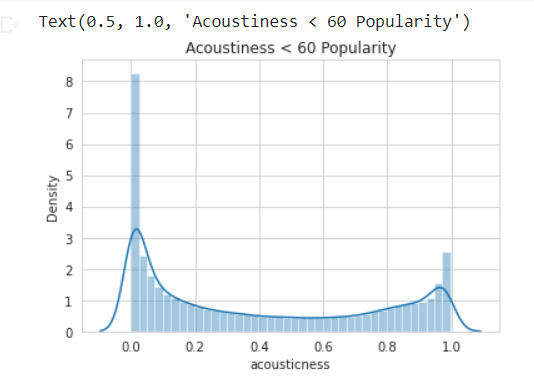 Text(0.5, 1.0, 'Acoustiness < 60 Popularity')
Acoustiness < 60 Popularity
8
7
6
5
4
3
2
1
0
Density
0.0 0.2 0.4 0.6 0.8 1.0
acousticness